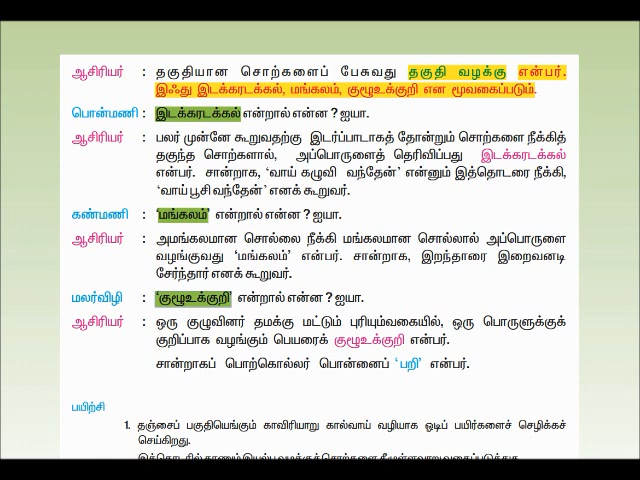 ஆசிரியர் : தகுதியான சொற்களைப் பேசுவது தகுதி வழக்கு என்பர்.
இஃது இடக்கரடக்கல், மங்கலம், குழூஉக்குறி என மூவகைப்படும்.
பொன்மணி : இடக்கரடக்கல் என்றால் என்ன ? ஐயா.
ஆசிரியர் : பலர் முன்னே கூறுவதற்கு இடர்ப்பாடாகத் தோன்றும் சொற்களை நீக்கித்
தகுந்த சொற்களால், அப்பொருளைத் தெரிவிப்பது இடக்கரடக்கல்
என்பர். சான்றாக, ‘வாய் கழுவி வந்தேன்’ என்னும் இத்தொடரை நீக்கி,
‘வாய் பூசி வந்தேன்’ எனக் கூறுவர்.
கண்மணி : ‘மங்கலம்’ என்றால் என்ன ? ஐயா.
ஆசிரியர் : அமங்கலமான சொல்லை நீக்கி மங்கலமான சொல்லால் அப்பொருளை
வழங்குவது ‘மங்கலம்’ என்பர். சான்றாக, இறந்தாரை இறைவனடி
சேர்ந்தார் எனக் கூறுவர்.
மலர்விழி : ‘குழூஉக்குறி’ என்றால் என்ன ? ஐயா.
ஆசிரியர் : ஒரு குழுவினர் தமக்கு மட்டும் புரியும்வகையில், ஒரு பொருளுக்குக்
குறிப்பாக வழங்கும் பெயரைக் குழூஉக்குறி என்பர்.
சான்றாகப் பொற்கொல்லர் பொன்னைப் ‘பறி’ என்பர்.
பயிற்சி
1. தஞ்சைப் பகுதியெங்கும் காவிரியாறு கால்வாய் வழியாக ஓடிப் பயிர்களைச் செழிக்கச்
செய்கிறது.